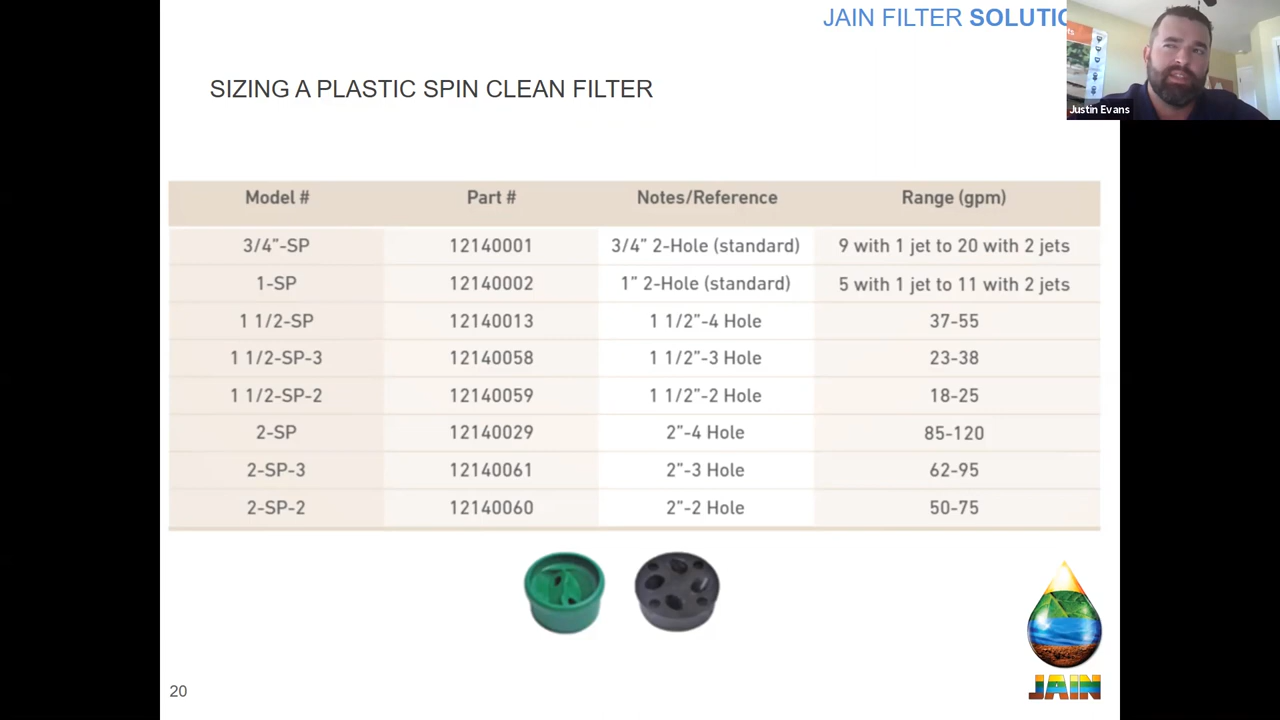 JAIN FILTER SOLUTIO
Justin Evans
SIZING A PLASTIC SPIN CLEAN FILTER
Model # Part # Notes/Reference Range (gpm)
3/4"-SP 12140001 3/4" 2-Hole (standard) 9 with 1 jet to 20 with 2 jets
1-SP 12140002 1" 2-Hole (standard) 5 with 1 jet to 11 with 2 jets
1 1/2-SP 12140013 1 1/2"-4 Hole 37-55
1 1/2-SP-3 12140058 1 1/2"-3 Hole 23-38
1 1/2-SP-2 12140059 1 1/2"-2 Hole 18-25
2-SP 12140029 2"-4 Hole 85-120
2-SP-3 12140061 2"-3 Hole 62-95
2-SP-2 12140060 2"-2 Hole 50-75
20
JAIN